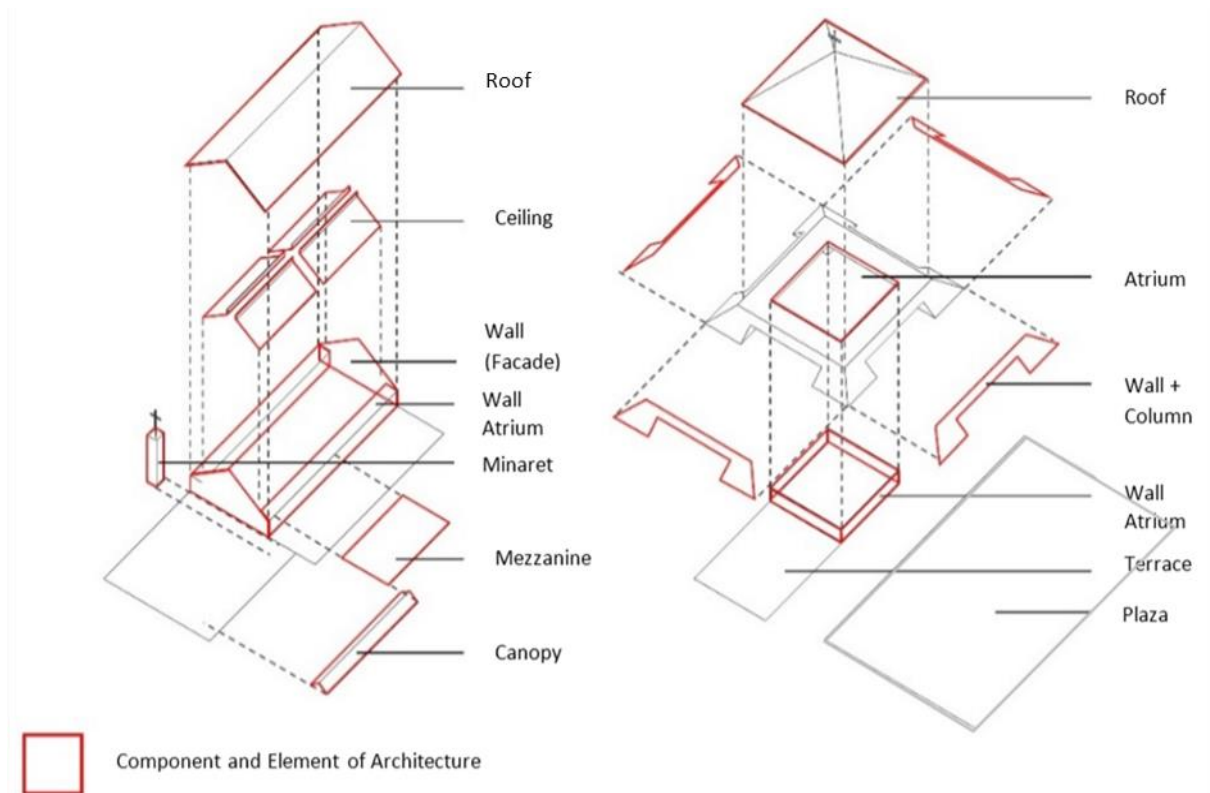 Roof
Ceiling
Wall
(Facade)
Wall
Atrium
Minaret
Mezzanine
Canopy
Roof
Atrium
Wall +
Column
Wall
Atrium
Terrace
Plaza
Component and Element of Architecture